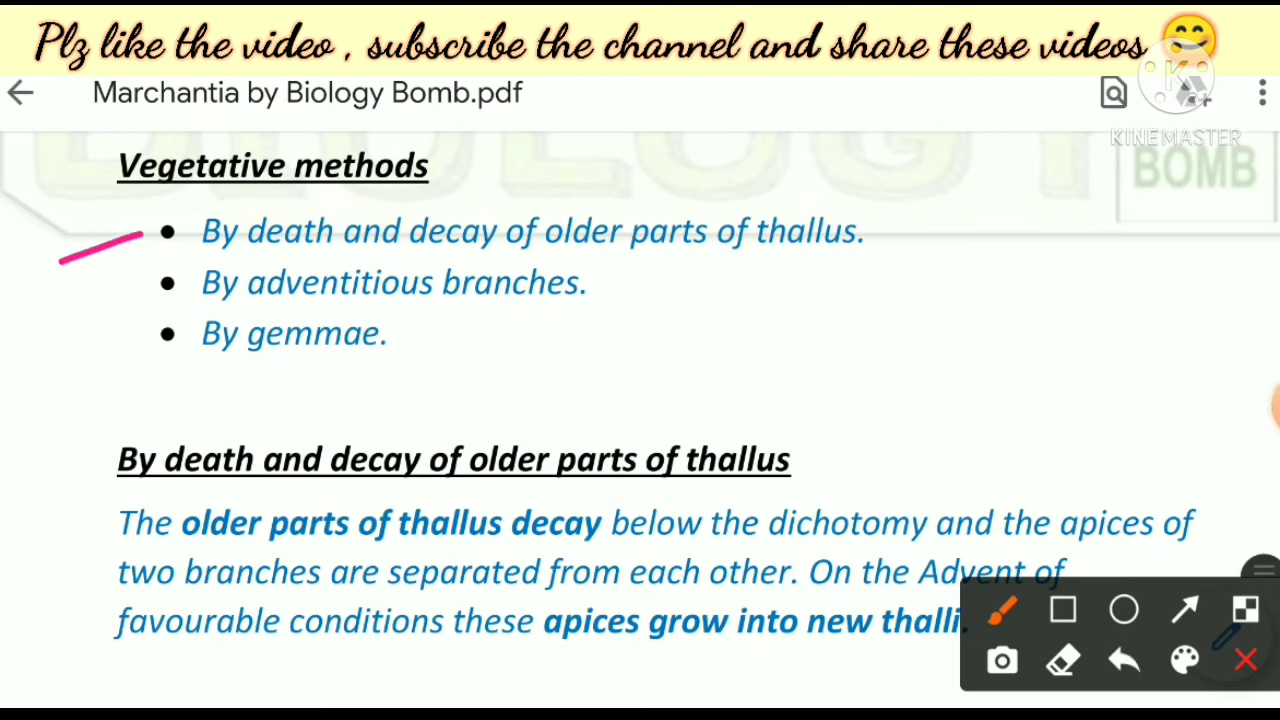 Plz like the video , subscribe the channel and share these videos 😊
Marchantia by Biology Bomb.pdf
KINEMASTER
BIOLOGY
BOMB
Vegetative methods
• By death and decay of older parts of thallus.
• By adventitious branches.
• By gemmae.
By death and decay of older parts of thallus
The older parts of thallus decay below the dichotomy and the apices of
two branches are separated from each other. On the Advent of
favourable conditions these apices grow into new thalli.